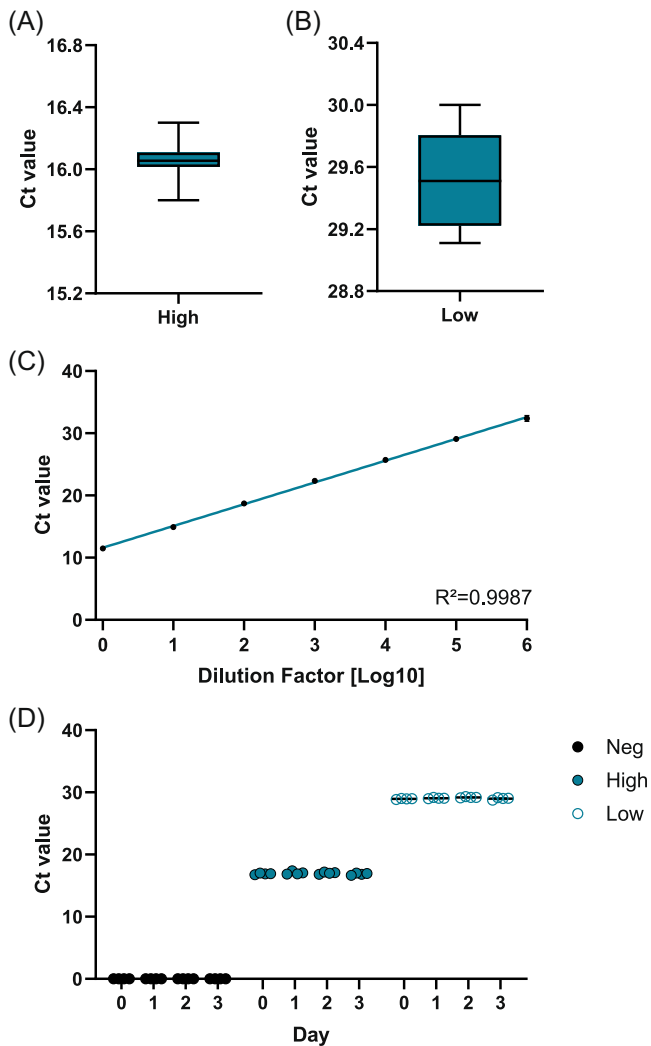 (A)
Ct value
16.8
16.4
16.0
15.6
15.2
High
(B)
Ct value
30.4
30.0
29.6
29.2
28.8
Low
(C)
Ct value
40
30
20
10
0
R²=0.9987
0 1 2 3 4 5 6
Dilution Factor [Log10]
(D)
Ct value
40
30
20
10
0
0 1 2 3 0 1 2 3 0 1 2 3
Day
Neg
High
Low